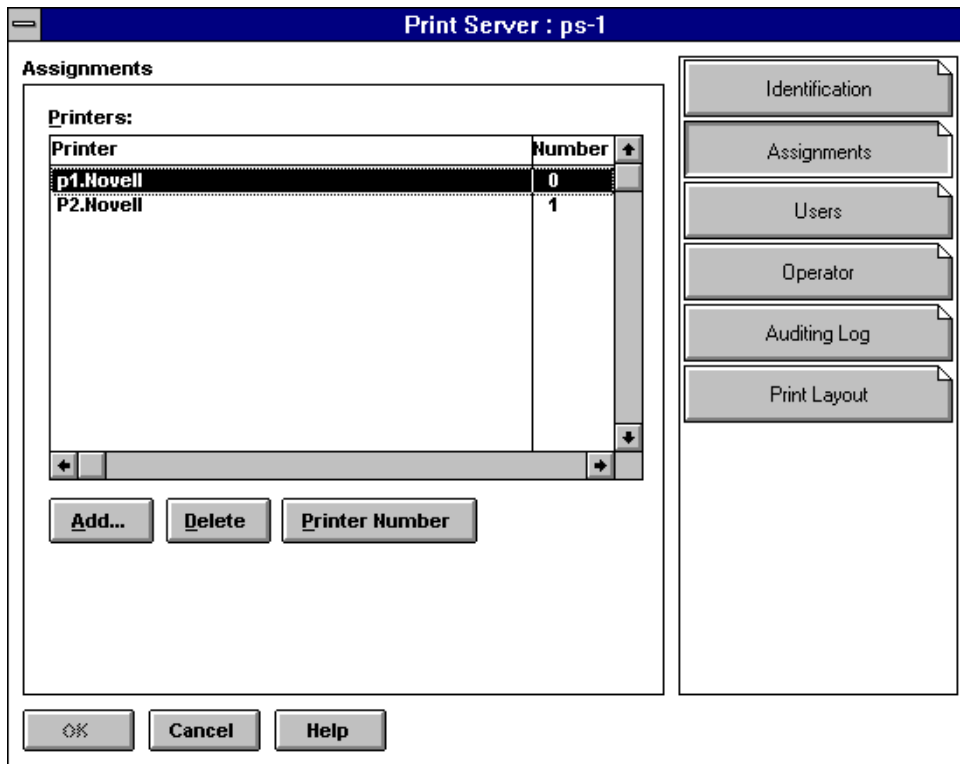 Print Server : ps-1
Assignments
Printers:
Printer Number
p1.Novell 0
P2.Novell 1
Add... Delete Printer Number
Identification
Assignments
Users
Operator
Auditing Log
Print Layout
OK Cancel Help